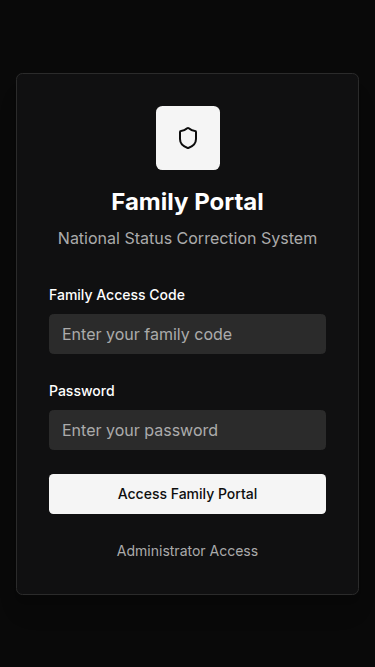 Family Portal
National Status Correction System
Family Access Code
Enter your family code
Password
Enter your password
Access Family Portal
Administrator Access